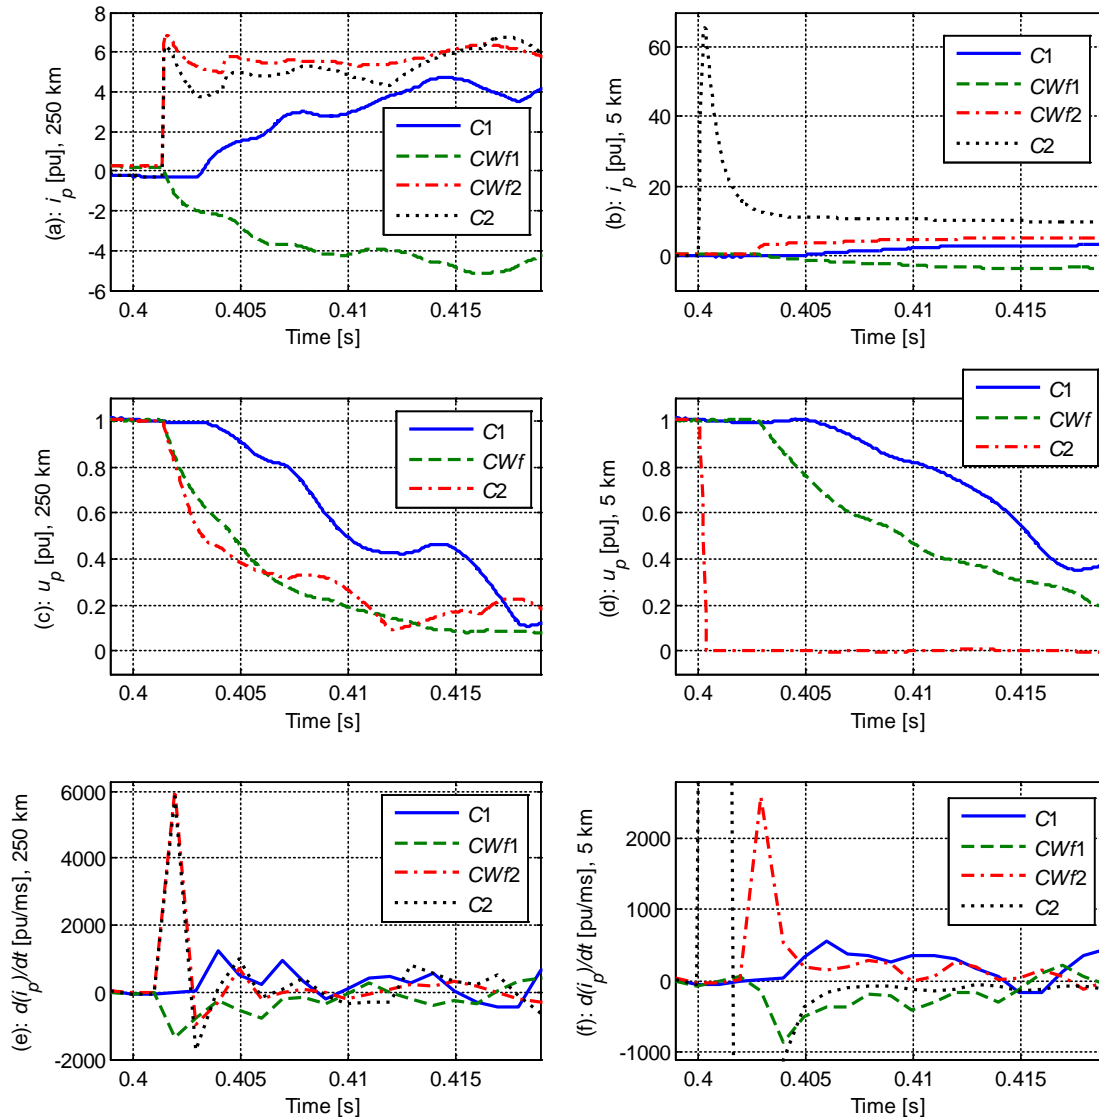 (a): i_p [pu], 250 km
8
6
4
2
0
-2
-4
6
0.4
0.405
0.41
0.415
Time [s]
C1
CWf1
CWf2
C2
(b): i_p [pu], 5 km
60
40
20
0
0.4
0.405
0.41
0.415
Time [s]
C1
CWf1
CWf2
C2
(c): u_p [pu], 250 km
1
0.8
0.6
0.4
0.2
0
0.4
0.405
0.41
0.415
Time [s]
C1
CWf
C2
(d): u_p [pu], 5 km
1
0.8
0.6
0.4
0.2
0
0.4
0.405
0.41
0.415
Time [s]
C1
CWf
C2
(e): d(i_p)/dt [pu/ms], 250 km
6000
4000
2000
0
-2000
0.4
0.405
0.41
0.415
Time [s]
C1
CWf1
CWf2
C2
(f): d(i_p)/dt [pu/ms], 5 km
2000
1000
0
-1000
0.4
0.405
0.41
0.415
Time [s]
C1
CWf1
CWf2
C2